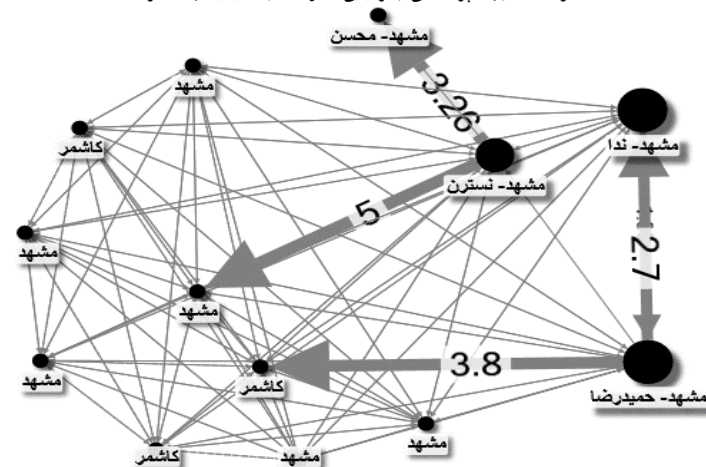 مشهد- محسن
3.26
مشهد
مشهد- ندا
کاشمر
مشهد- نسترن
5
مشهد
2.7
مشهد
3.8
کاشمر
مشهد
مشهد- حمیدرضا
مشهد
کاشمر
مشهد